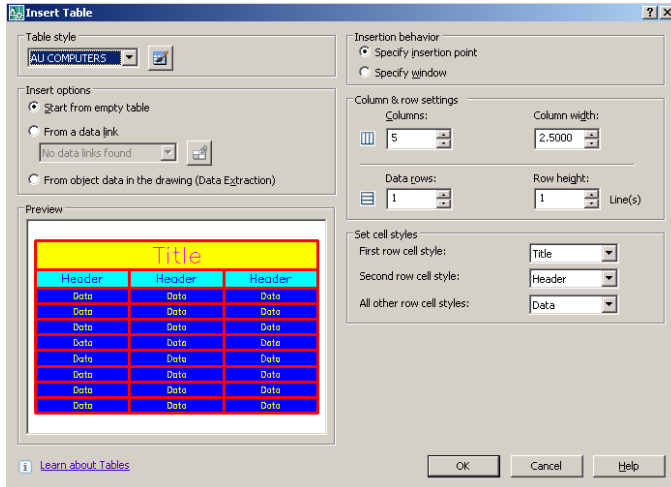 Insert Table
Table style
AU COMPUTERS
Insert options
Start from empty table
From a data link
No data links found
From object data in the drawing (Data Extraction)
Preview
Title
Header Header Header
Data Data Data
Data Data Data
Data Data Data
Data Data Data
Data Data Data
Data Data Data
Data Data Data
Data Data Data
Insertion behavior
Specify insertion point
Specify window
Column & row settings
Columns: Column width:
5 2.5000
Data rows: Row height:
1 1 Line(s)
Set cell styles
First row cell style: Title
Second row cell style: Header
All other row cell styles: Data
Learn about Tables
OK Cancel Help